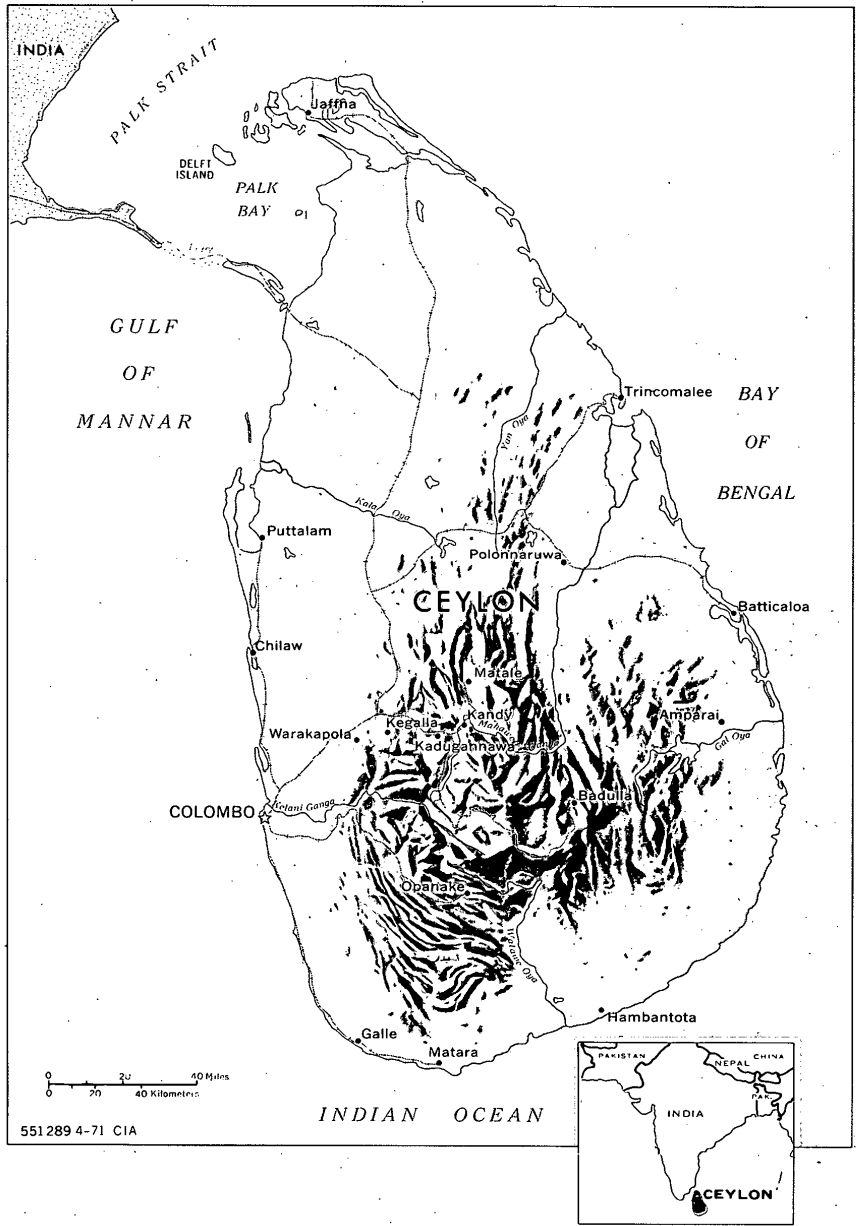 INDIA
PALK STRAIT
Jaffna
DELFT
ISLAND
PALK
BAY
GULF
OF
MANNAR
Trincomalee
BAY
OF
BENGAL
Yan Oya
Kala Oya
Puttalam
Polonnaruwa
CEYLON
Batticaloa
Chilaw
Matale
Kegalla
Kandy
Amparai
Warakapola
Kadugannawa
Ganga
Gal Oya
Badulla
Kelani Ganga
COLOMBO
Opanake
Walawe Oya
Hambantota
Galle
Matara
0 20 40 Miles
0 20 40 Kilometers
INDIAN OCEAN
551289 4-71 CIA
PAKISTAN
NEPAL
CHINA
PAK.
INDIA
CEYLON